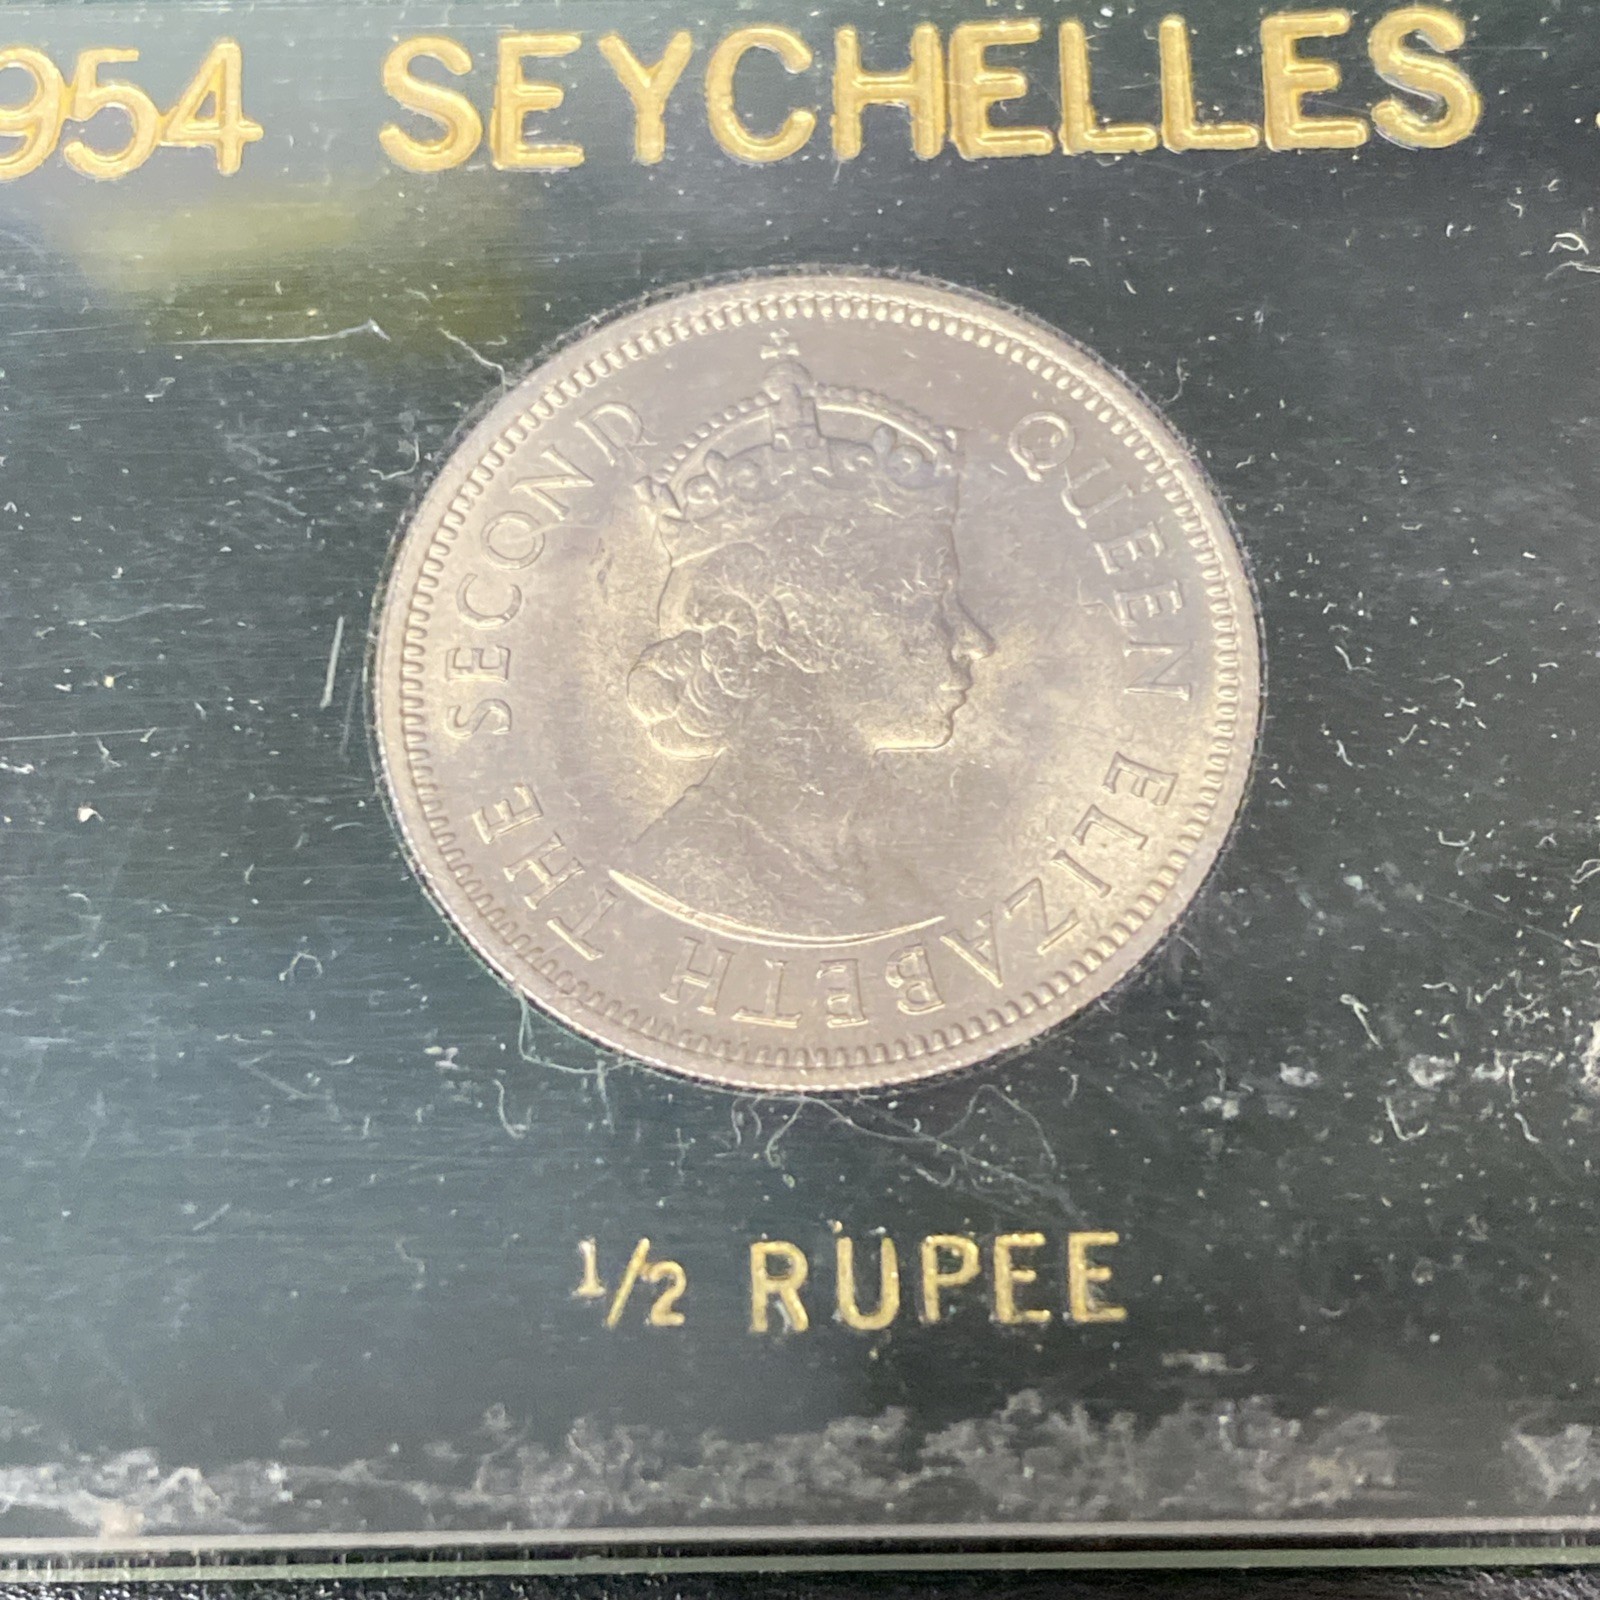 954 SEYCHELLES
QUEEN ELIZABETH THE SECOND
1/2 RUPEE